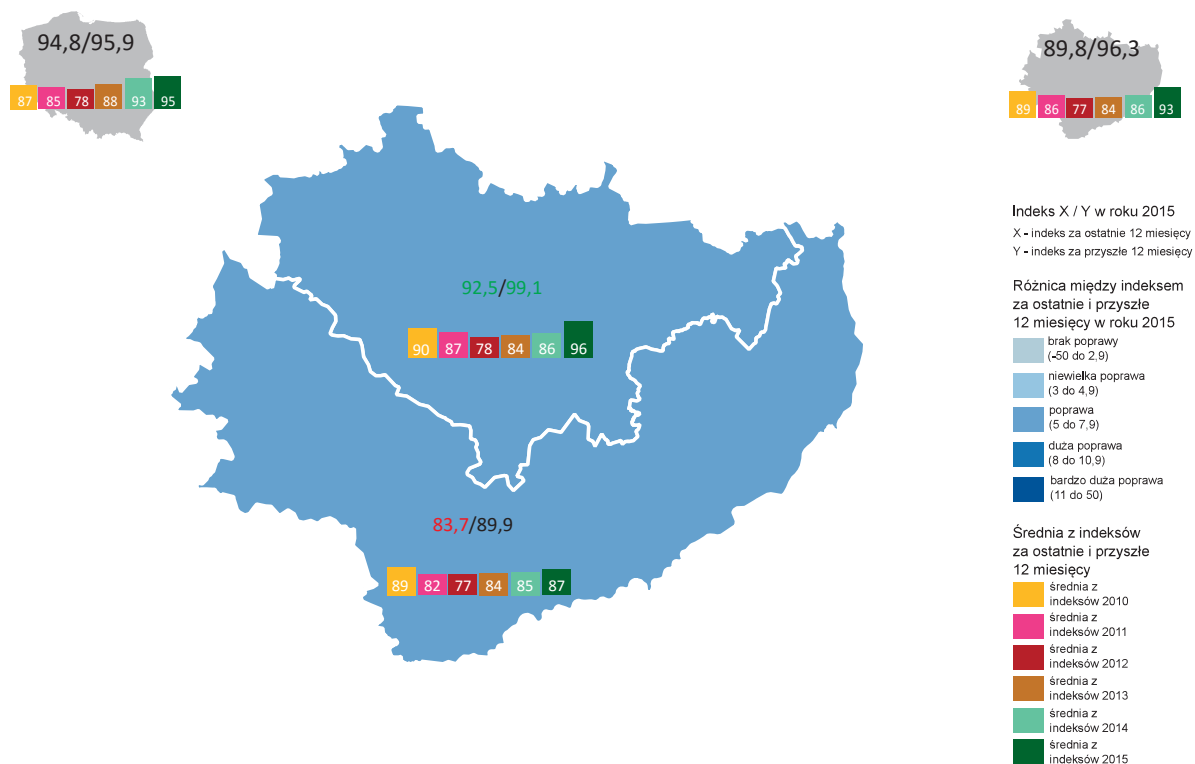 94,8/95,9
87 85 78 88 93 95
89,8/96,3
89 86 77 84 86 93
92,5/99,1
90 87 78 84 86 96
83,7/89,9
89 82 77 84 85 87
Indeks X / Y w roku 2015
X - indeks za ostatnie 12 miesięcy
Y - indeks za przyszłe 12 miesięcy
Różnica między indeksem
za ostatnie i przyszłe
12 miesięcy w roku 2015
brak poprawy
(-50 do 2,9)
niewielka poprawa
(3 do 4,9)
poprawa
(5 do 7,9)
duża poprawa
(8 do 10,9)
bardzo duża poprawa
(11 do 50)
Średnia z indeksów
za ostatnie i przyszłe
12 miesięcy
średnia z
indeksów 2010
średnia z
indeksów 2011
średnia z
indeksów 2012
średnia z
indeksów 2013
średnia z
indeksów 2014
średnia z
indeksów 2015